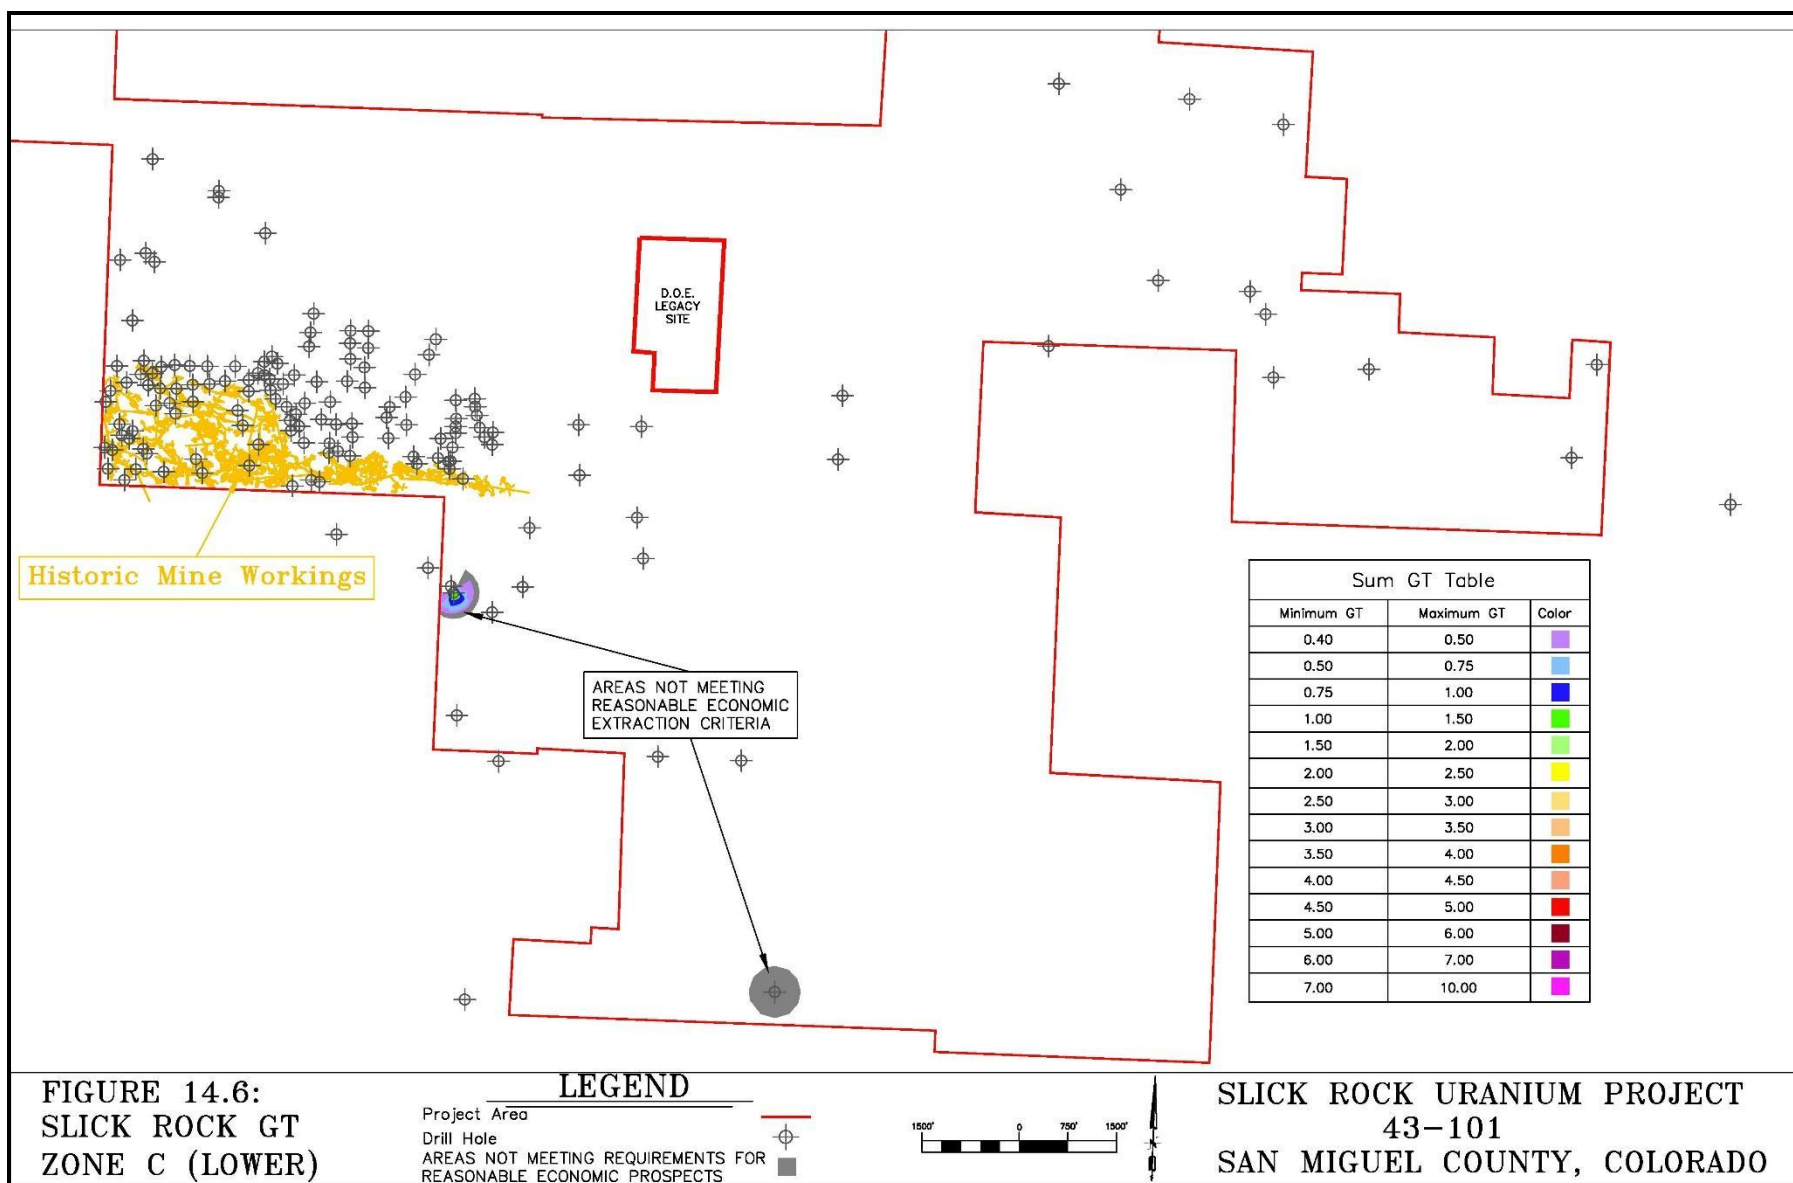 D.O.E.
LEGACY
SITE
Historic Mine Workings
AREAS NOT MEETING
REASONABLE ECONOMIC
EXTRACTION CRITERIA
Sum GT Table
Minimum GT Maximum GT Color
0.40 0.50
0.50 0.75
0.75 1.00
1.00 1.50
1.50 2.00
2.00 2.50
2.50 3.00
3.00 3.50
3.50 4.00
4.00 4.50
4.50 5.00
5.00 6.00
6.00 7.00
7.00 10.00
FIGURE 14.6:
SLICK ROCK GT
ZONE C (LOWER)
LEGEND
Project Area
Drill Hole
AREAS NOT MEETING REQUIREMENTS FOR
REASONABLE ECONOMIC PROSPECTS
1500' 0 750' 1500'
SLICK ROCK URANIUM PROJECT
43-101
SAN MIGUEL COUNTY, COLORADO